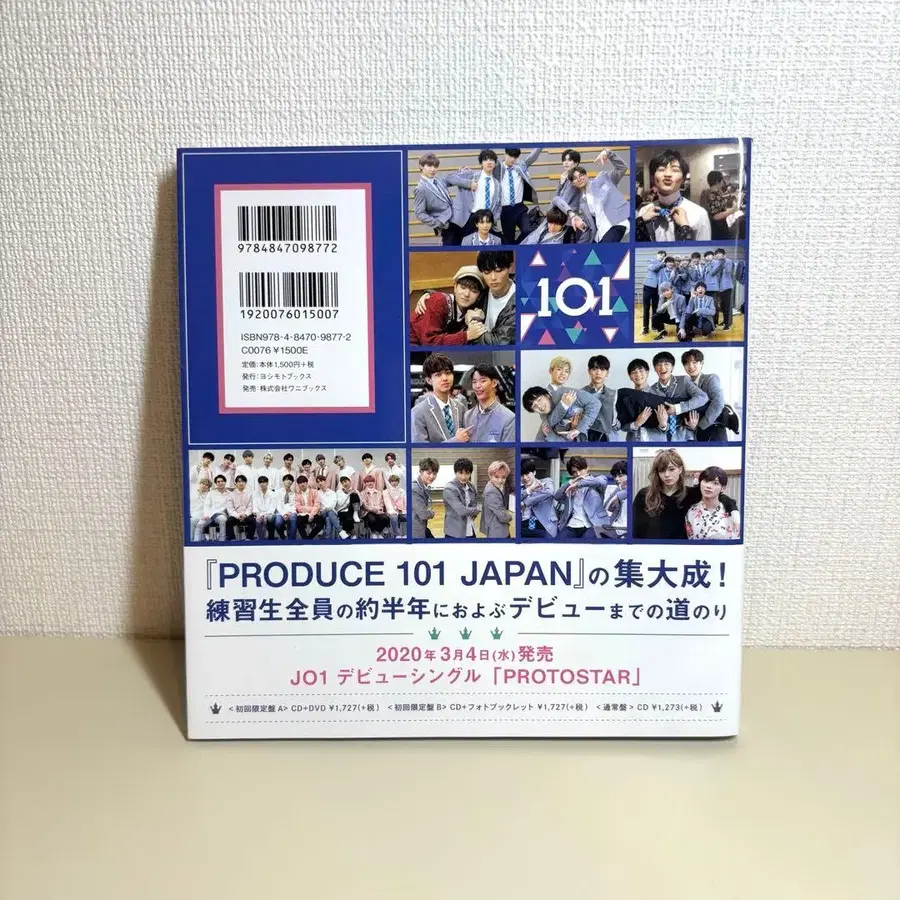 9784847098772
1920076015007
ISBN978-4-8470-9877-2
C0076 ¥1500E
定価:本体1,500円+税
発行:ヨシモトブックス
発売:株式会社ワニブックス
101
『PRODUCE 101 JAPAN』の集大成!
練習生全員の約半年におよぶデビューまでの道のり
2020年3月4日(水)発売
JO1 デビューシングル「PROTOSTAR」
<初回限定盤A> CD+DVD ¥1,727(+税) <初回限定盤B> CD+フォトブックレット ¥1,727(+税) <通常盤> CD ¥1,273(+税)